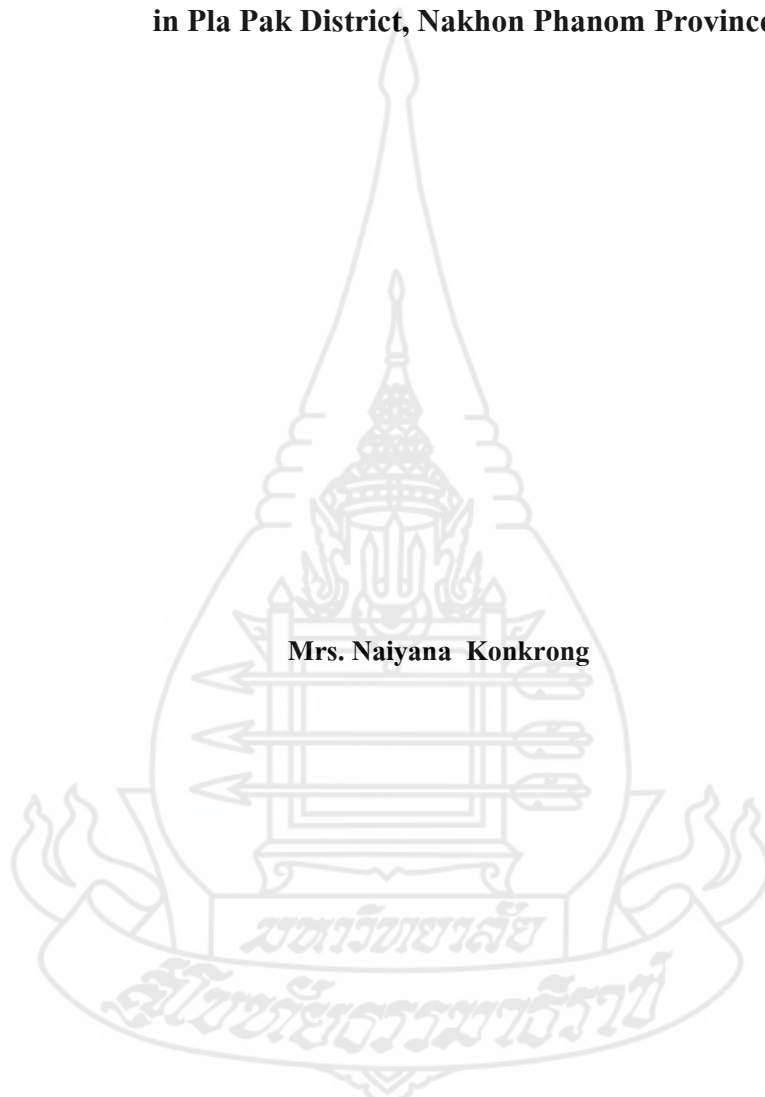 in Pla Pak District, Nakhon Phanom Province
Mrs. Naiyana Konkrong
มหาวิทยาลัย
สุโขทัยธรรมาธิราช